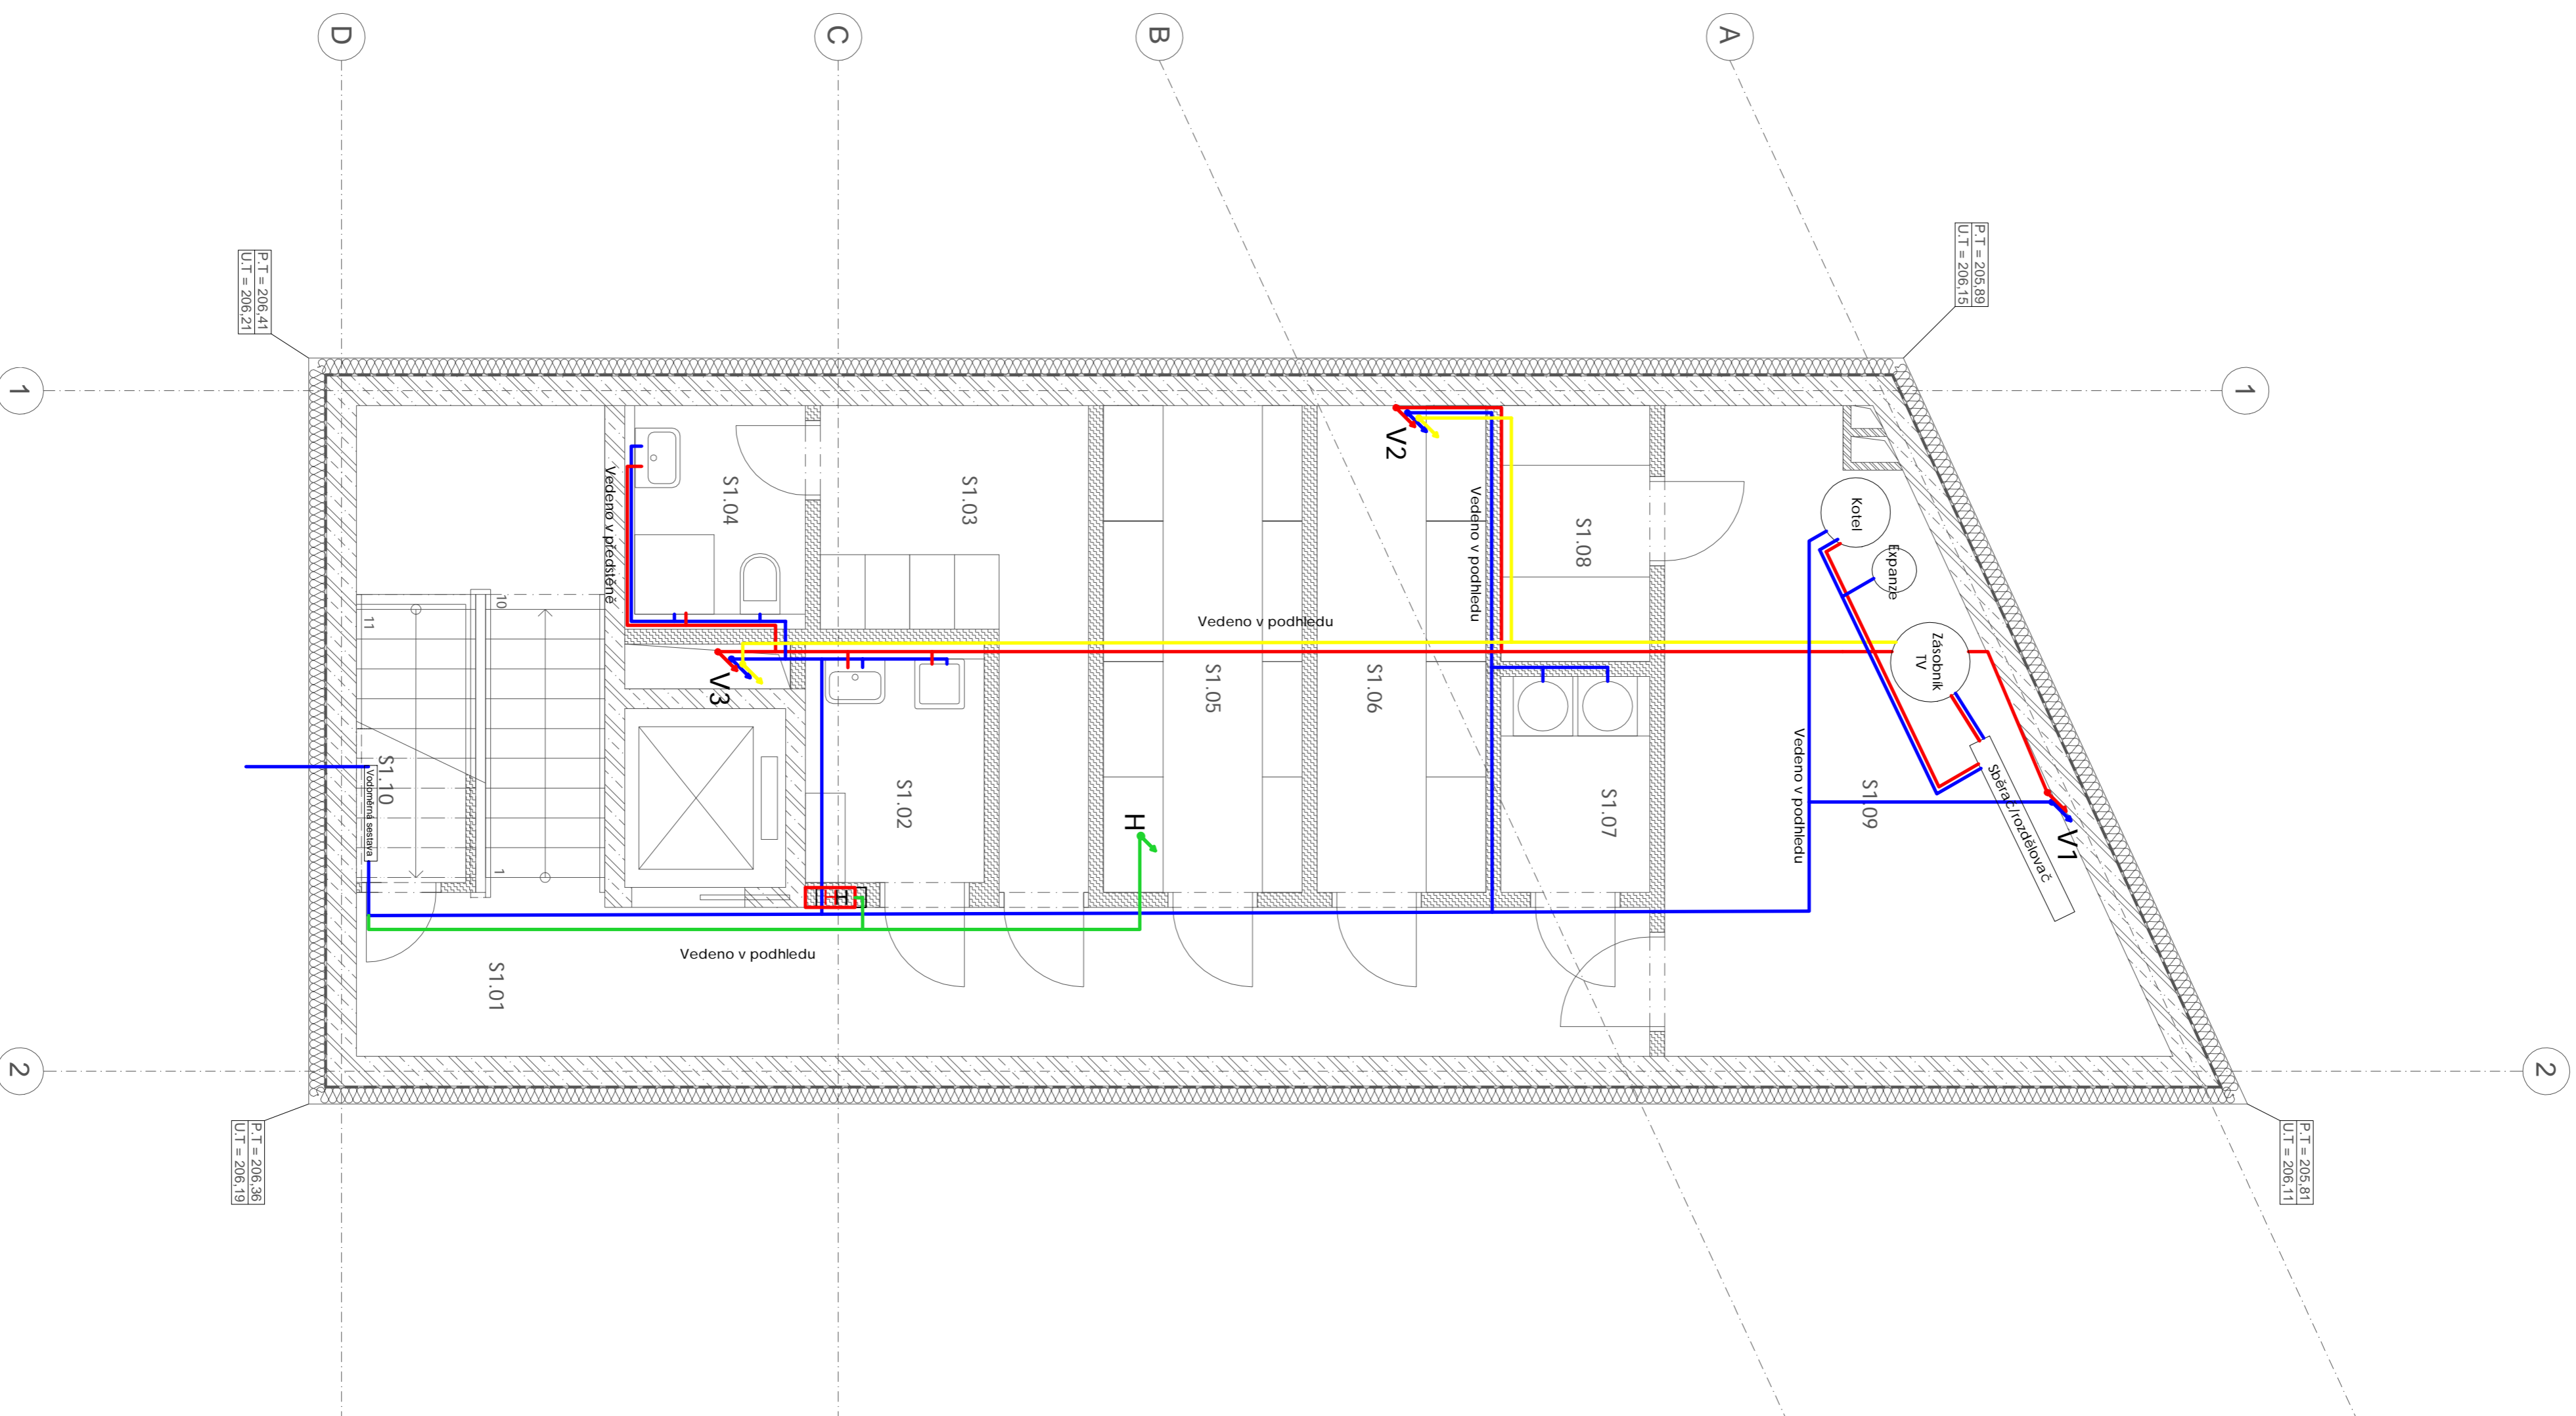 D
C
B
A
P.T = 206,41
U.T = 206,21
P.T = 205,89
U.T = 206,15
1
1
V2
Kotel
Expanze
Zásobník
TV
Sběrač/rozdělovač
V1
S1.04
S1.03
S1.08
Vedeno v předstěně
Vedeno v podhledu
Vedeno v podhledu
10
11
V3
S1.05
S1.06
Vedeno v podhledu
S1.09
S1.10
Vodoměrná sestava
1
S1.02
H
S1.07
H
Vedeno v podhledu
S1.01
2
2
P.T = 206,36
U.T = 206,19
P.T = 205,81
U.T = 206,11